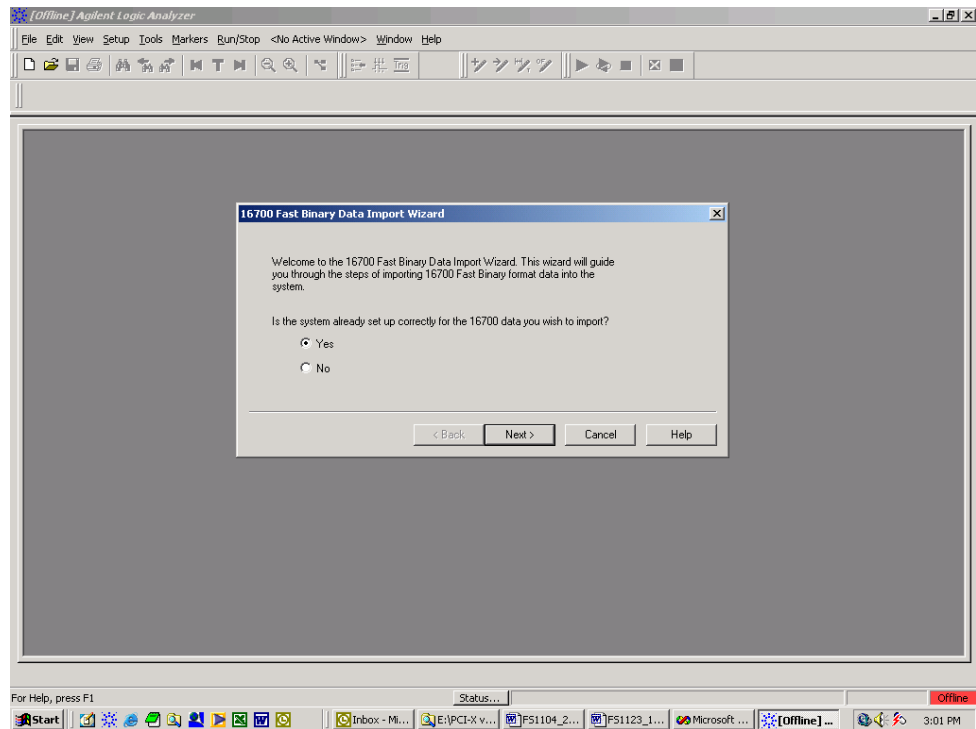 [Offline] Agilent Logic Analyzer
File Edit View Setup Tools Markers Run/Stop <No Active Window> Window Help
16700 Fast Binary Data Import Wizard
Welcome to the 16700 Fast Binary Data Import Wizard. This wizard will guide
you through the steps of importing 16700 Fast Binary format data into the
system.
Is the system already set up correctly for the 16700 data you wish to import?
Yes
No
< Back Next > Cancel Help
For Help, press F1 Status... Offline
Start Inbox - Mi... E:\PCI-X v... FS1104_2... FS1123_1... Microsoft ... [Offline] ... 3:01 PM